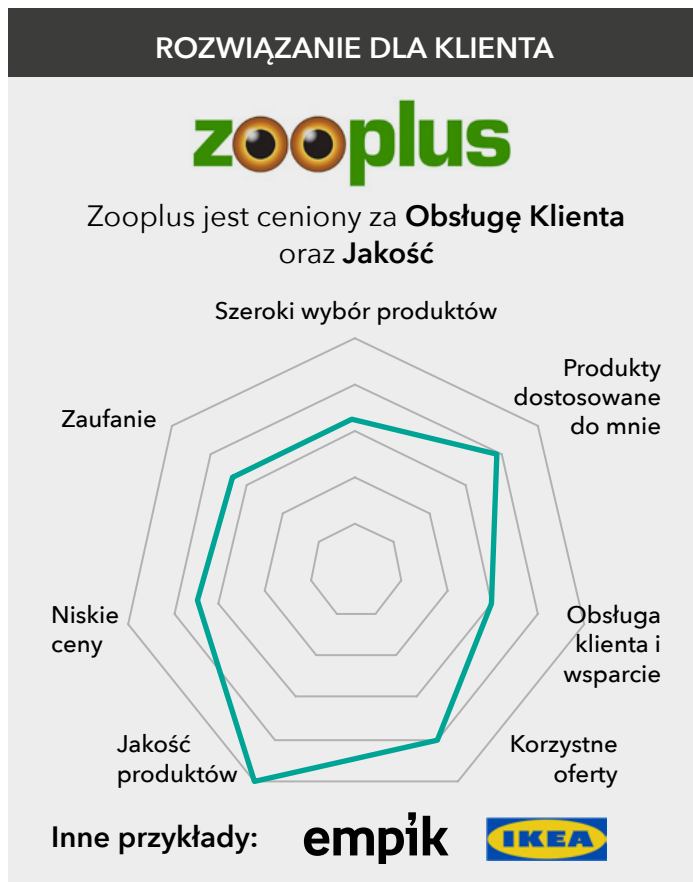 ROZWIĄZANIE DLA KLIENTA
zooplus
Zooplus jest ceniony za Obsługę Klienta
oraz Jakość
Szeroki wybór produktów
Produkty
dostosowane
do mnie
Zaufanie
Niskie
ceny
Obsługa
klienta i
wsparcie
Jakość
produktów
Korzystne
oferty
Inne przykłady: empik IKEA